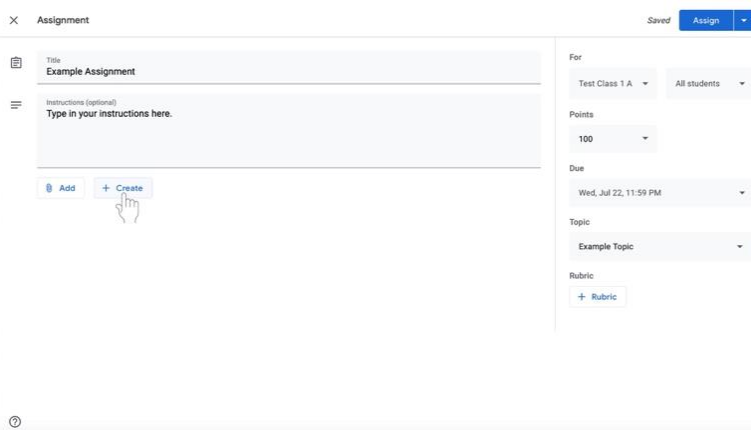 Assignment
Saved
Assign
Title
Example Assignment
Instructions (optional)
Type in your instructions here.
Add
Create
For
Test Class 1 A
All students
Points
100
Due
Wed, Jul 22, 11:59 PM
Topic
Example Topic
Rubric
Rubric